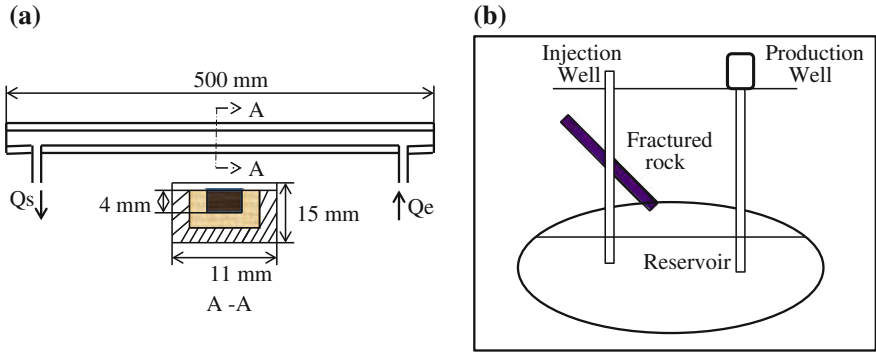 (a)
500 mm
A
A
Qs
Qe
4 mm
15 mm
11 mm
A -A
(b)
Injection
Well
Production
Well
Fractured
rock
Reservoir